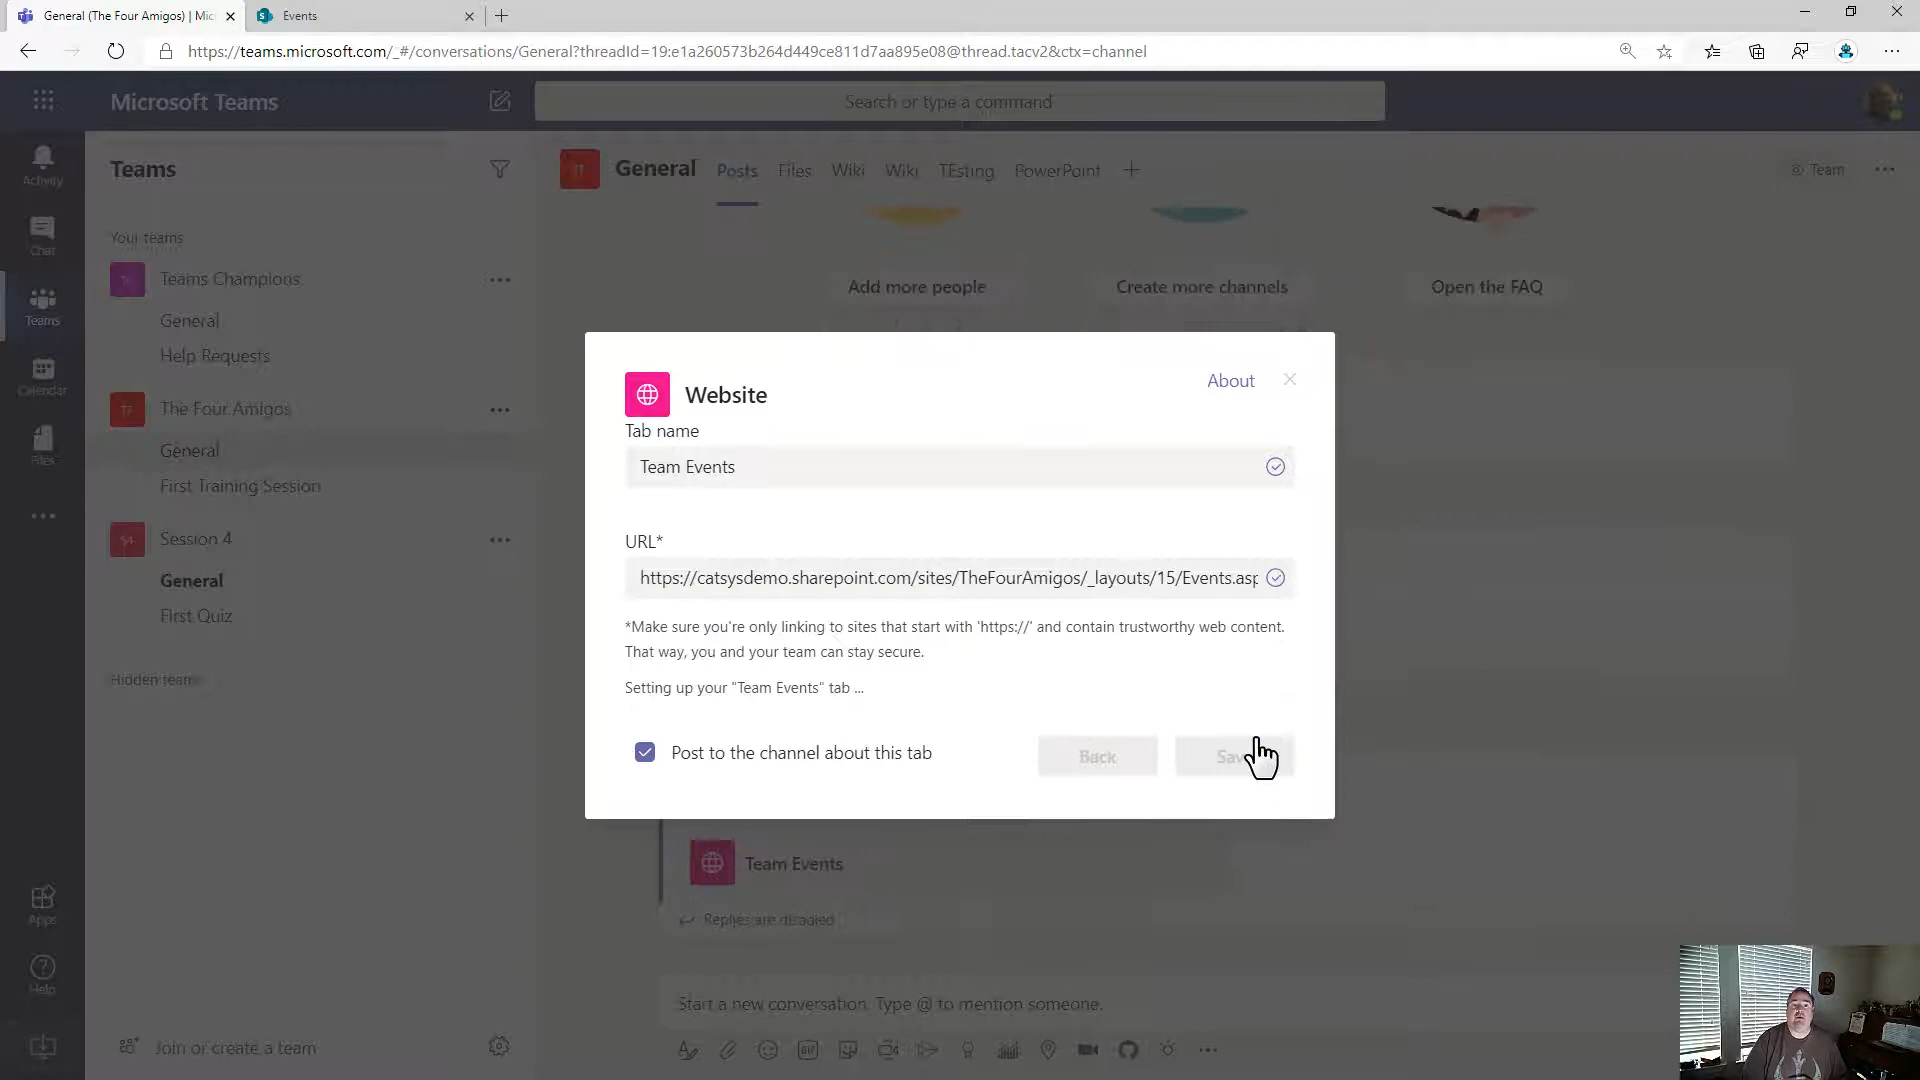 General (The Four Amigos) | Mic
Events
https://teams.microsoft.com/_#/conversations/General?threadId=19:e1a260573b264d449ce811d7aa895e08@thread.tacv2&ctx=channel
Microsoft Teams
Search or type a command
Activity
Chat
Teams
Calendar
Files
Apps
Help
Teams
Your teams
Teams Champions
General
Help Requests
TF
The Four Amigos
General
First Training Session
S4
Session 4
General
First Quiz
Hidden teams
Join or create a team
General
Posts
Files
Wiki
Wiki
TEsting
PowerPoint
Team
Add more people
Create more channels
Open the FAQ
Website
About
Tab name
Team Events
URL*
https://catsysdemo.sharepoint.com/sites/TheFourAmigos/_layouts/15/Events.asp
*Make sure you're only linking to sites that start with 'https://' and contain trustworthy web content.
That way, you and your team can stay secure.
Setting up your "Team Events" tab ...
Post to the channel about this tab
Back
Team Events
Replies are disabled
Start a new conversation. Type @ to mention someone.
GIF